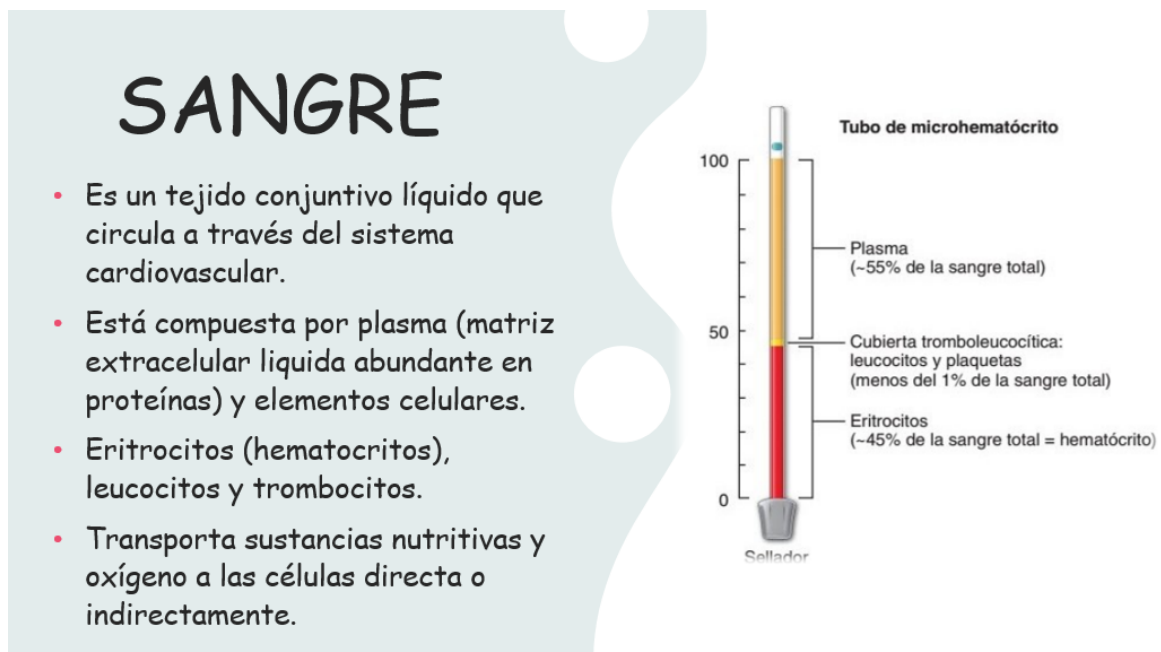 SANGRE
• Es un tejido conjuntivo líquido que
circula a través del sistema
cardiovascular.
• Está compuesta por plasma (matriz
extracelular liquida abundante en
proteínas) y elementos celulares.
• Eritrocitos (hematocritos),
leucocitos y trombocitos.
• Transporta sustancias nutritivas y
oxígeno a las células directa o
indirectamente.
Tubo de microhematócrito
100
Plasma
(~55% de la sangre total)
50
Cubierta tromboleucocítica:
leucocitos y plaquetas
(menos del 1% de la sangre total)
Eritrocitos
(~45% de la sangre total = hematócrito)
0
Sellador